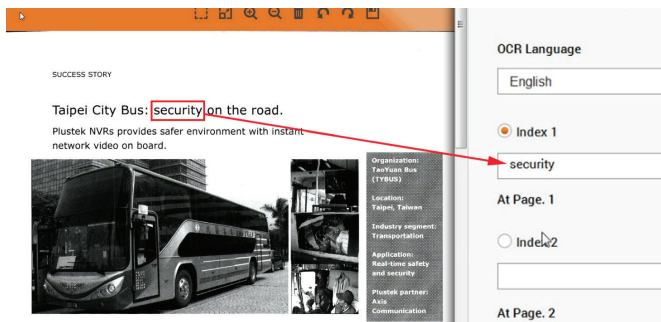 SUCCESS STORY
Taipei City Bus: security on the road.
Plustek NVRs provides safer environment with instant
network video on board.
Organization:
TaoYuan Bus
(TYBUS)
Location:
Taipei, Taiwan
Industry segment:
Transportation
Application:
Real-time safety
and security
Plustek partner:
Axis
Communication
OCR Language
English
Index 1
security
At Page. 1
Index 2
At Page. 2